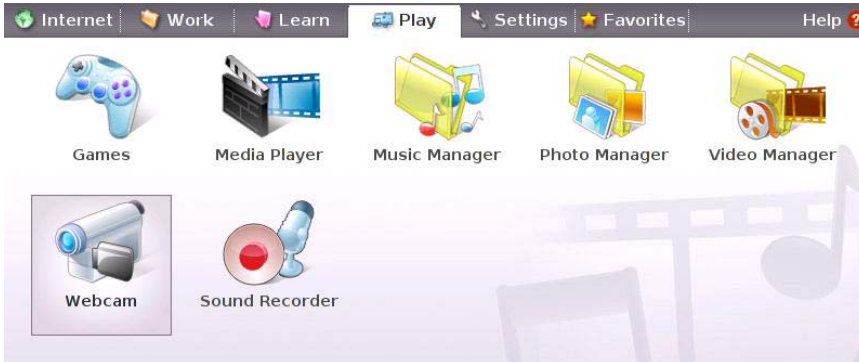 Internet Work Learn Play Settings Favorites Help ?
Games Media Player Music Manager Photo Manager Video Manager
Webcam Sound Recorder